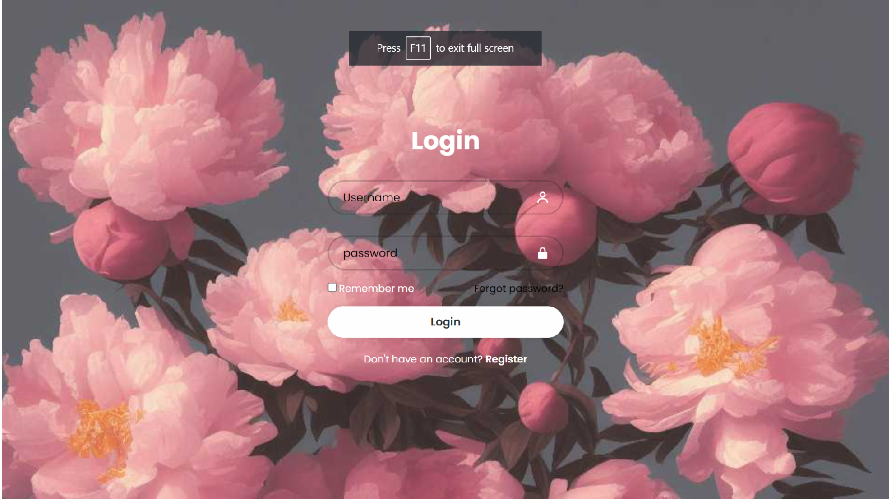 Press F11 to exit full screen
Login
Username
password
Remember me Forgot password?
Login
Don't have an account? Register